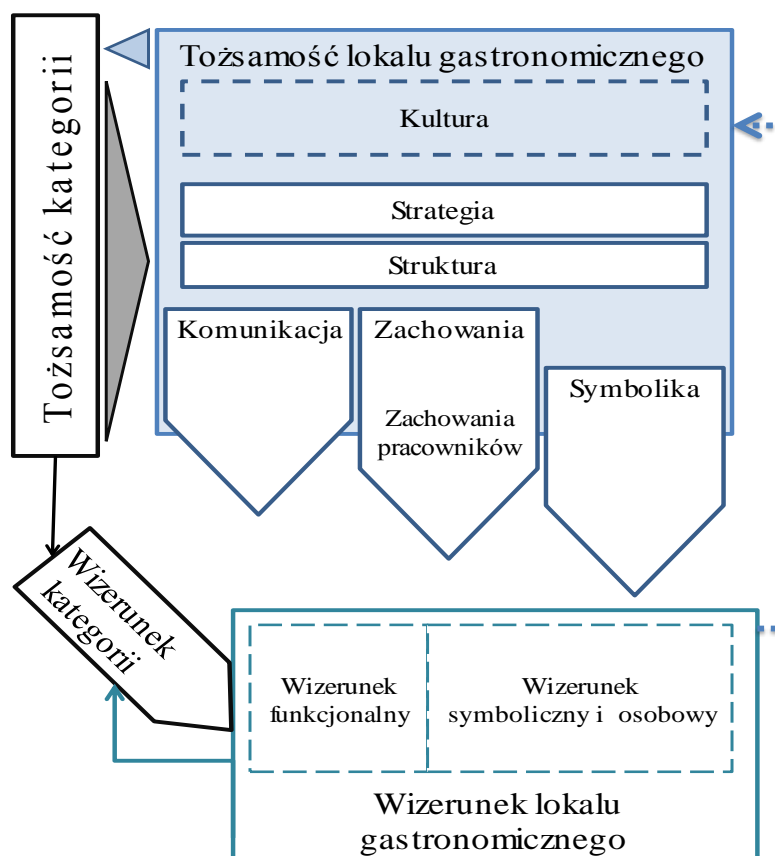 Tożsamość kategorii
Tożsamość lokalu gastronomicznego
Kultura
Strategia
Struktura
Komunikacja
Zachowania
Zachowania
pracowników
Symbolika
Wizerunek
kategorii
Wizerunek
funkcjonalny
Wizerunek
symboliczny i osobowy
Wizerunek lokalu
gastronomicznego